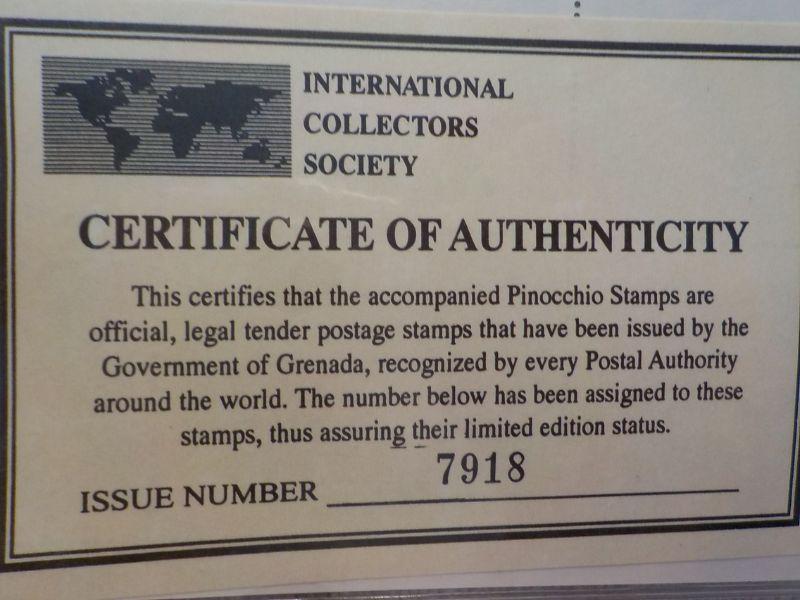 INTERNATIONAL
COLLECTORS
SOCIETY
CERTIFICATE OF AUTHENTICITY
This certifies that the accompanied Pinocchio Stamps are
official, legal tender postage stamps that have been issued by the
Government of Grenada, recognized by every Postal Authority
around the world. The number below has been assigned to these
stamps, thus assuring their limited edition status.
ISSUE NUMBER 7918